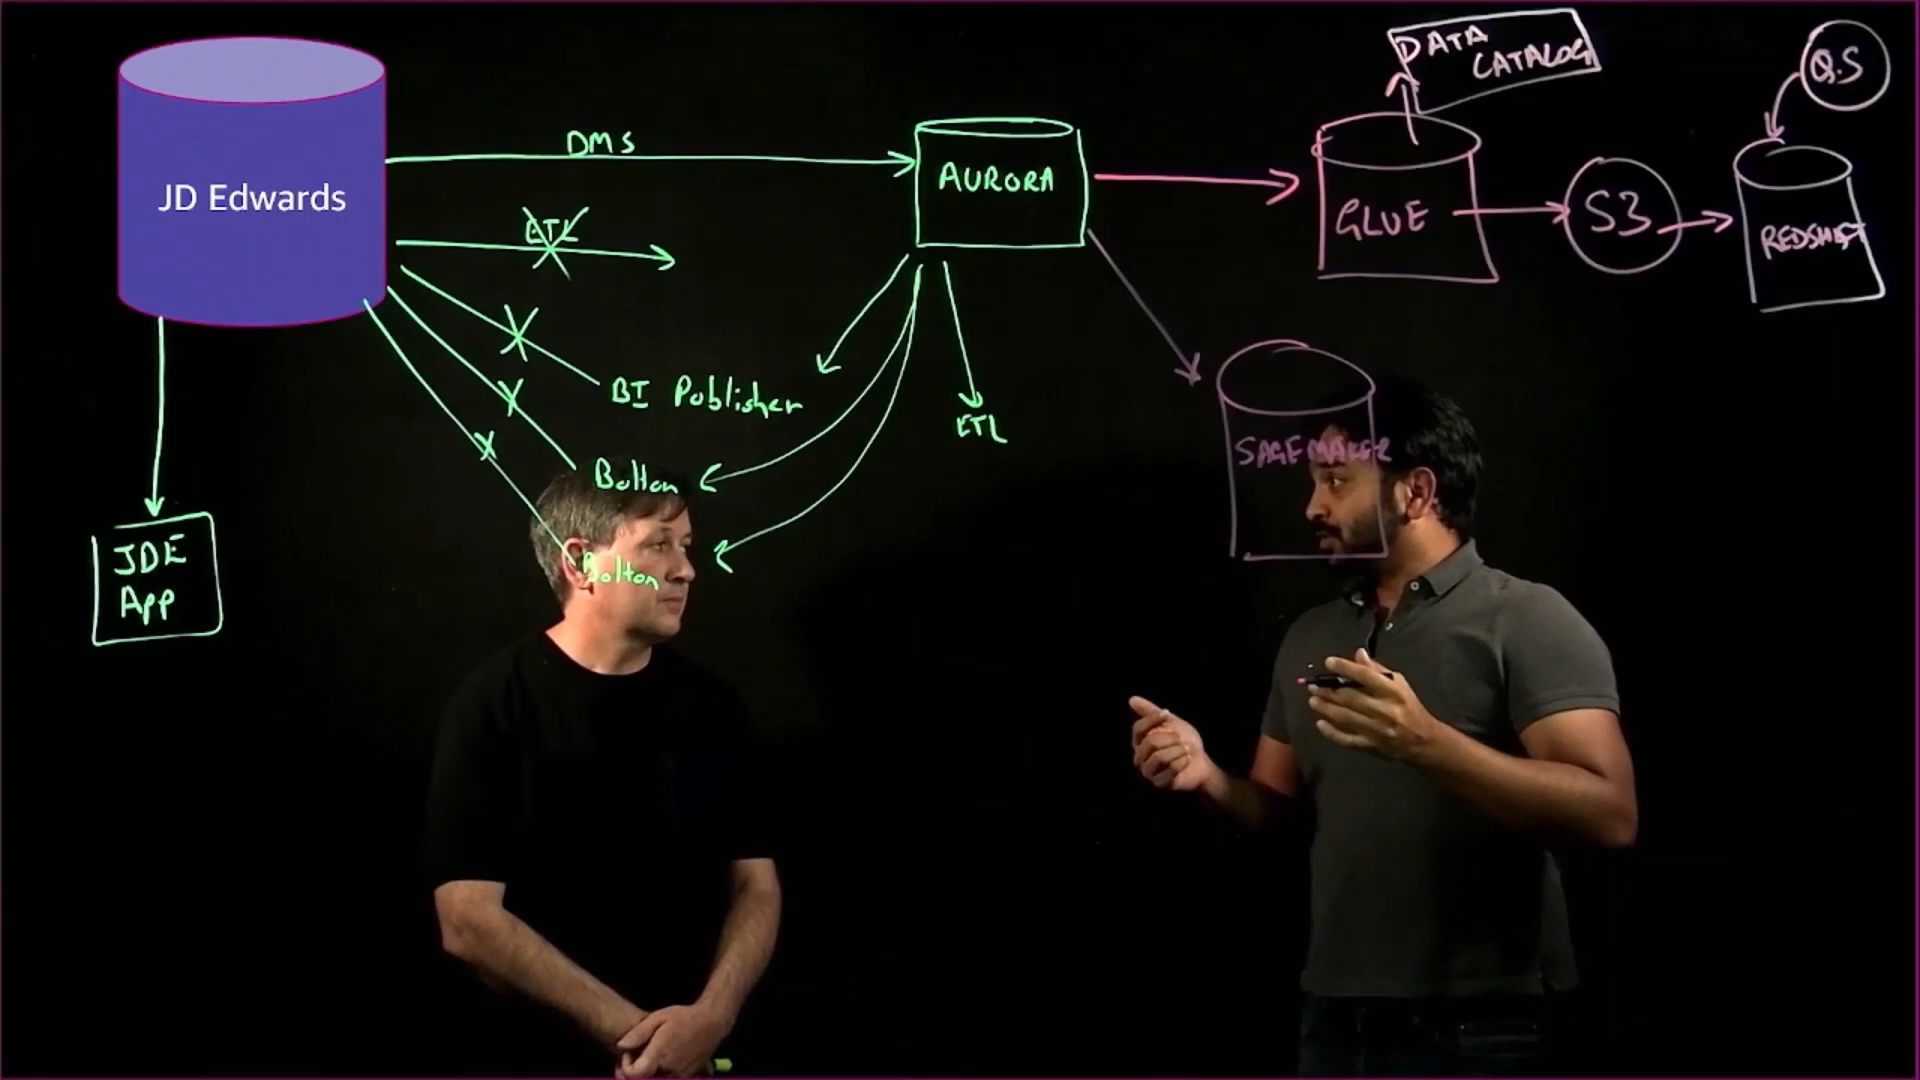 DATA
CATALOG
Q.S
DMS
JD Edwards
AURORA
GLUE
S3
REDSHIFT
ETL
BI Publisher
ETL
SAGEMAKER
Bolton
Bolton
JDE
App